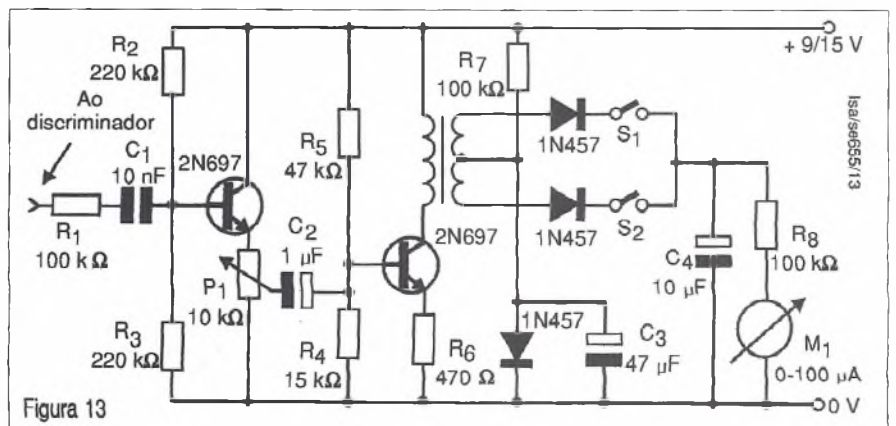 R2
220 kΩ
Ao
discriminador
C1
10 nF
R1
100 k Ω
2N697
R3
220 kΩ
P1
10 kΩ
C2
1 µF
R5
47 kΩ
R4
15 kΩ
2N697
R6
470 Ω
R7
100 kΩ
1N457
S1
1N457
S2
1N457
C3
47 µF
C4
10 µF
R8
100 kΩ
M1
0-100 µA
+ 9/15 V
0 V
Isa/se655/13
Figura 13